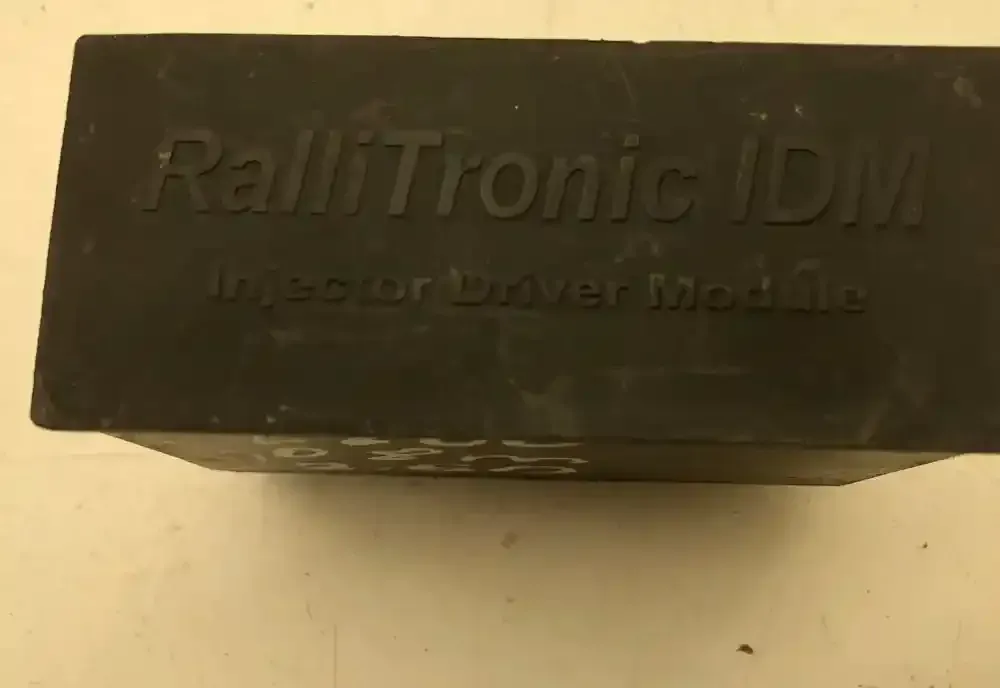 RalliTronic IDM
Injector Driver Module